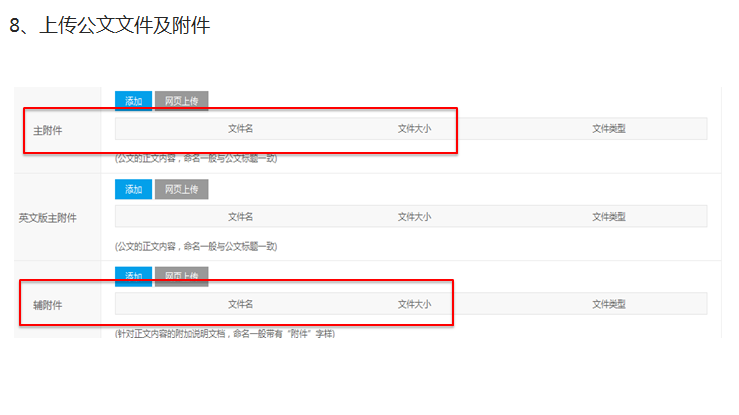 8、上传公文文件及附件
添加 网页上传
主附件 文件名 文件大小 文件类型
(公文的正文内容，命名一般与公文标题一致)
添加 网页上传
英文版主附件 文件名 文件大小 文件类型
(公文的正文内容，命名一般与公文标题一致)
添加 网页上传
辅附件 文件名 文件大小 文件类型
(针对正文内容的附加说明文档，命名一般带有“附件”字样)